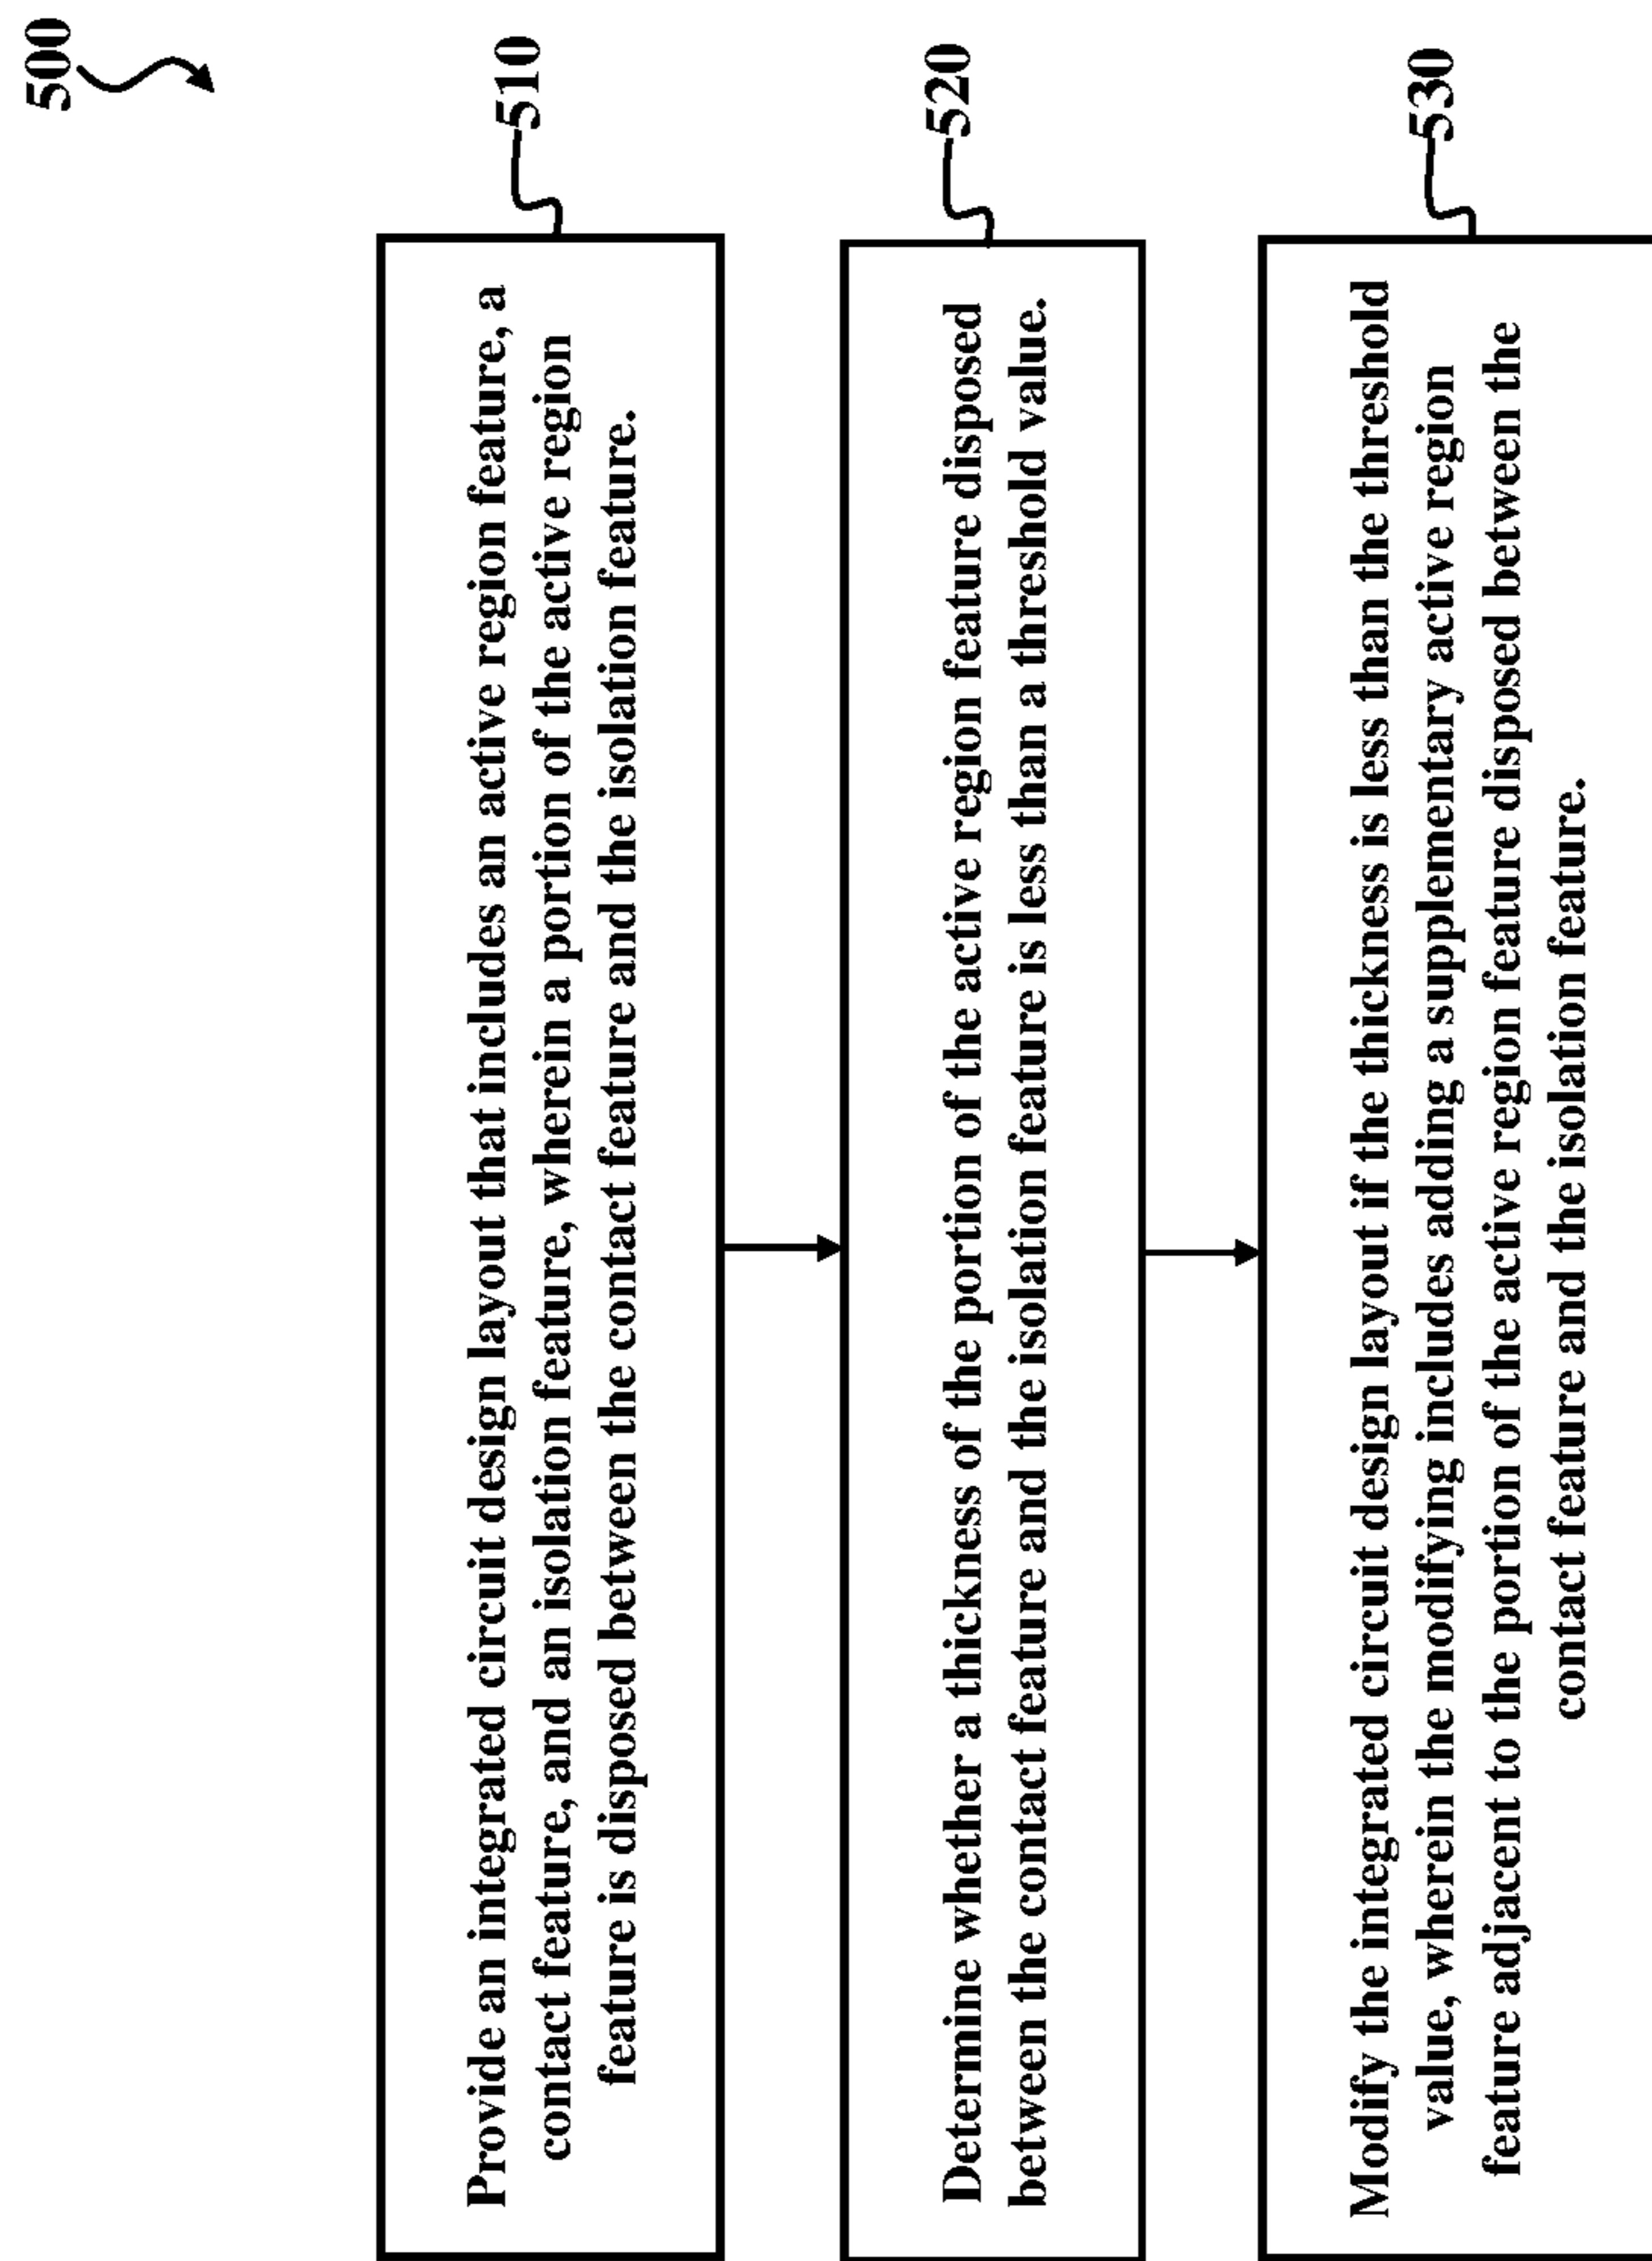 500
510
Provide an integrated circuit design layout that includes an active region feature, a
contact feature, and an isolation feature, wherein a portion of the active region
feature is disposed between the contact feature and the isolation feature.
520
Determine whether a thickness of the portion of the active region feature disposed
between the contact feature and the isolation feature is less than a threshold value.
530
Modify the integrated circuit design layout if the thickness is less than the threshold
value, wherein the modifying includes adding a supplementary active region
feature adjacent to the portion of the active region feature disposed between the
contact feature and the isolation feature.